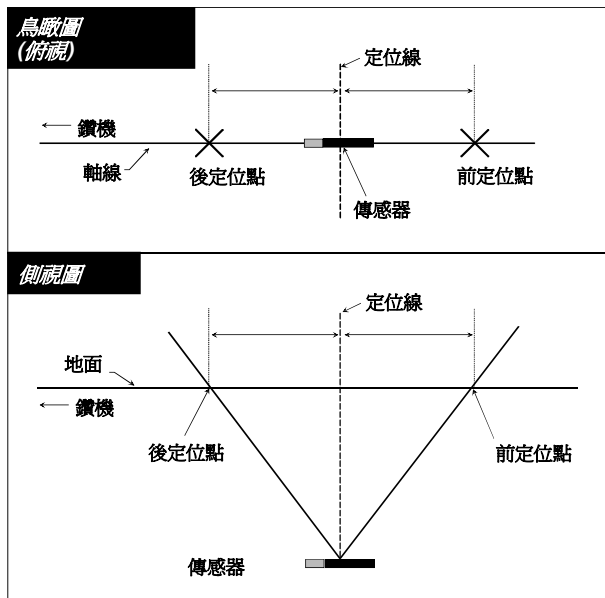 鳥瞰圖
(俯視)
定位線
鑽機
軸線
後定位點
前定位點
傳感器
側視圖
定位線
地面
鑽機
後定位點
前定位點
傳感器